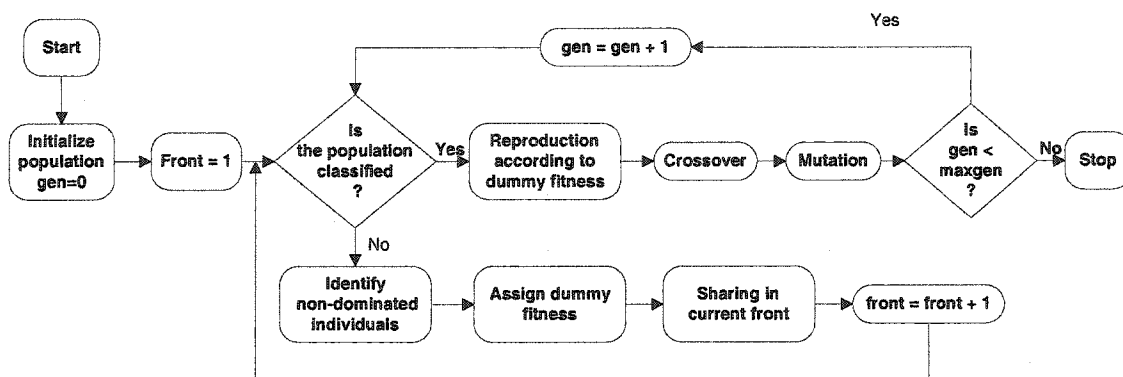 Yes
Start
gen = gen + 1
Initialize
population
gen=0
Front = 1
Is
the population
classified
?
Yes
Reproduction
according to
dummy fitness
Crossover
Mutation
Is
gen <
maxgen
?
No
Stop
No
Identify
non-dominated
individuals
Assign dummy
fitness
Sharing in
current front
front = front + 1